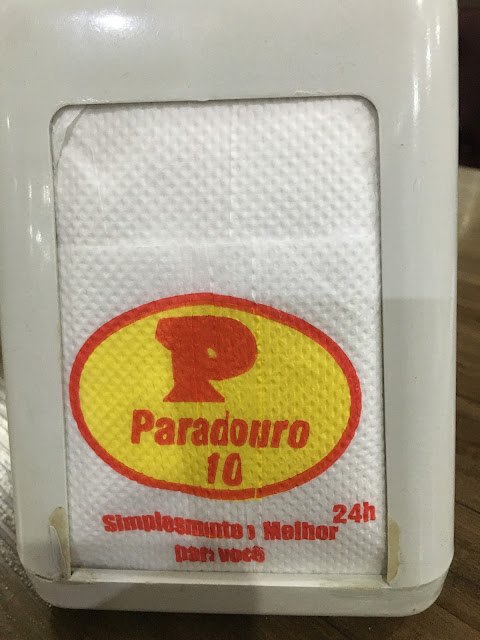 P
Paradouro
10
24h
Simplesmente, Melhor
para você